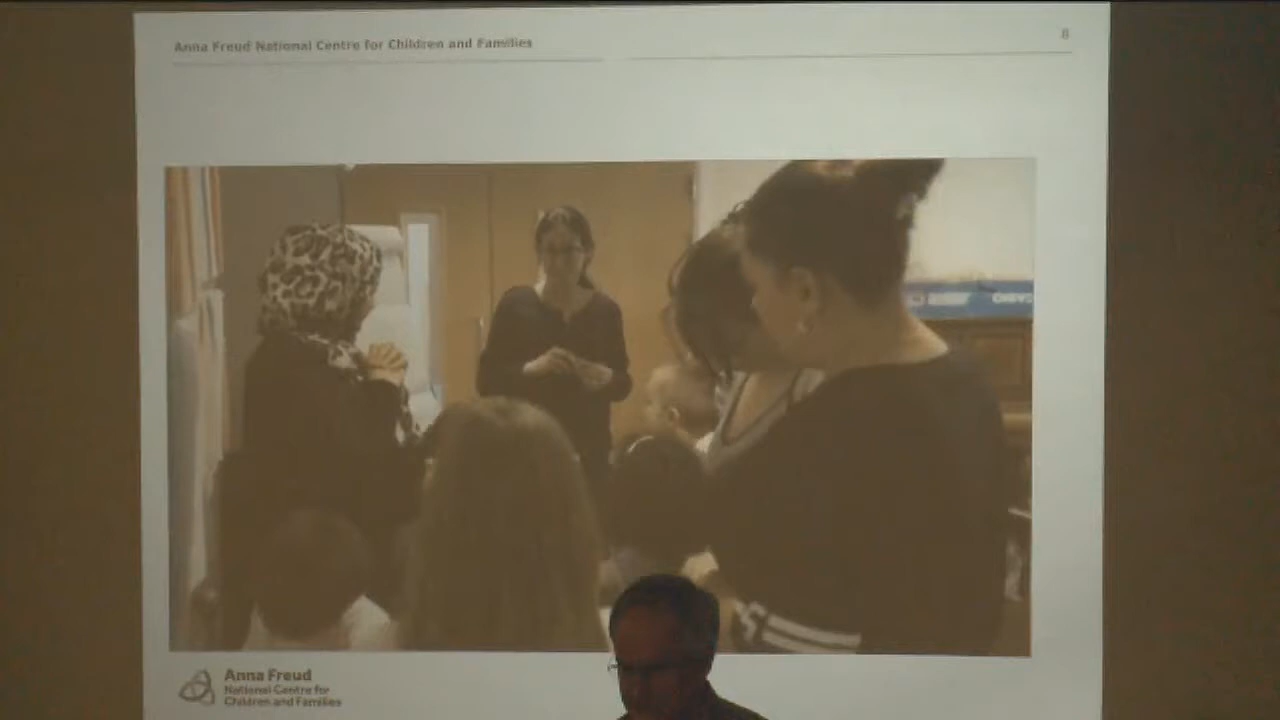 Anna Freud National Centre for Children and Families
8
Anna Freud
National Centre for
Children and Families